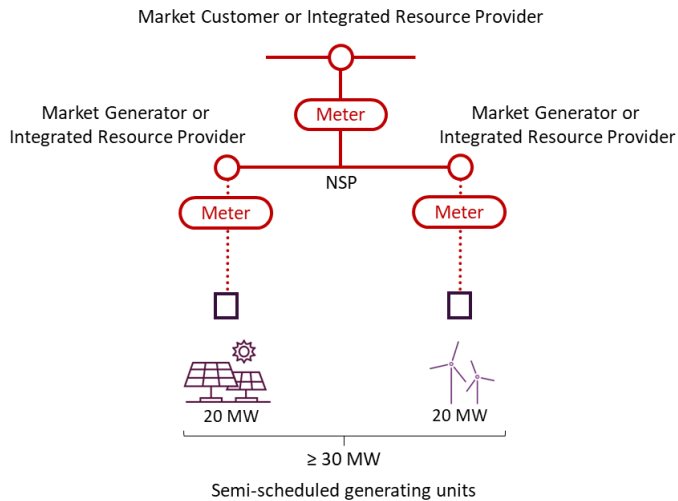 Market Customer or Integrated Resource Provider
Meter
Market Generator or
Integrated Resource Provider
Market Generator or
Integrated Resource Provider
NSP
Meter
Meter
20 MW
20 MW
≥ 30 MW
Semi-scheduled generating units